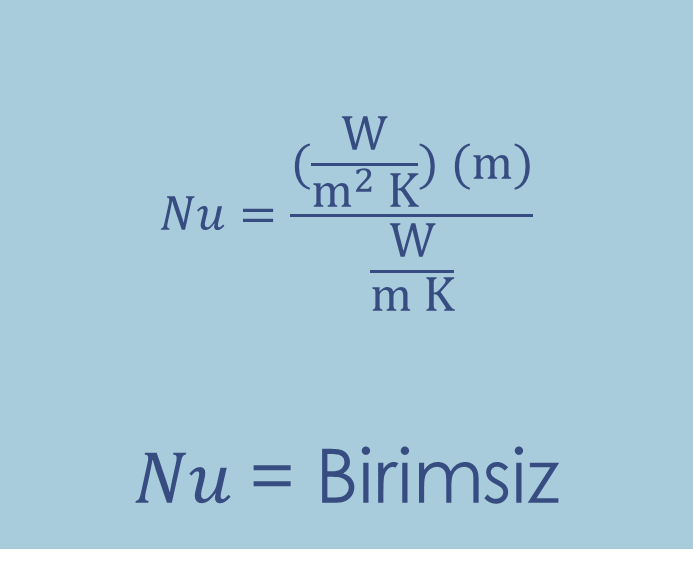 Nu = ((W / m² K) (m)) / (W / m K)
Nu = Birimsiz